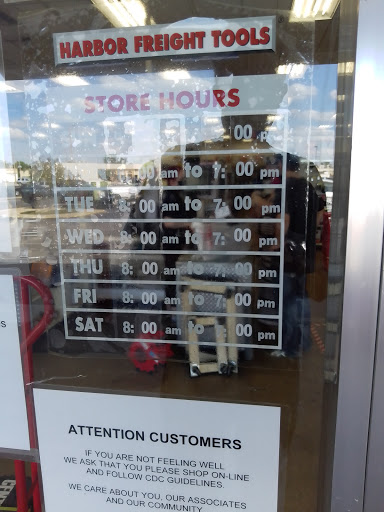 HARBOR FREIGHT TOOLS
STORE HOURS
00 pm
00 am to 7: 00 pm
TUE 8: 00 am to 7: 00 pm
WED 8: 00 am to 7: 00 pm
THU 8: 00 am to 7: 00 pm
FRI 8: 00 am to 7: 00 pm
SAT 8: 00 am to 7: 00 pm
ATTENTION CUSTOMERS
IF YOU ARE NOT FEELING WELL
WE ASK THAT YOU PLEASE SHOP ON-LINE
AND FOLLOW CDC GUIDELINES.
WE CARE ABOUT YOU, OUR ASSOCIATES
AND OUR COMMUNITY